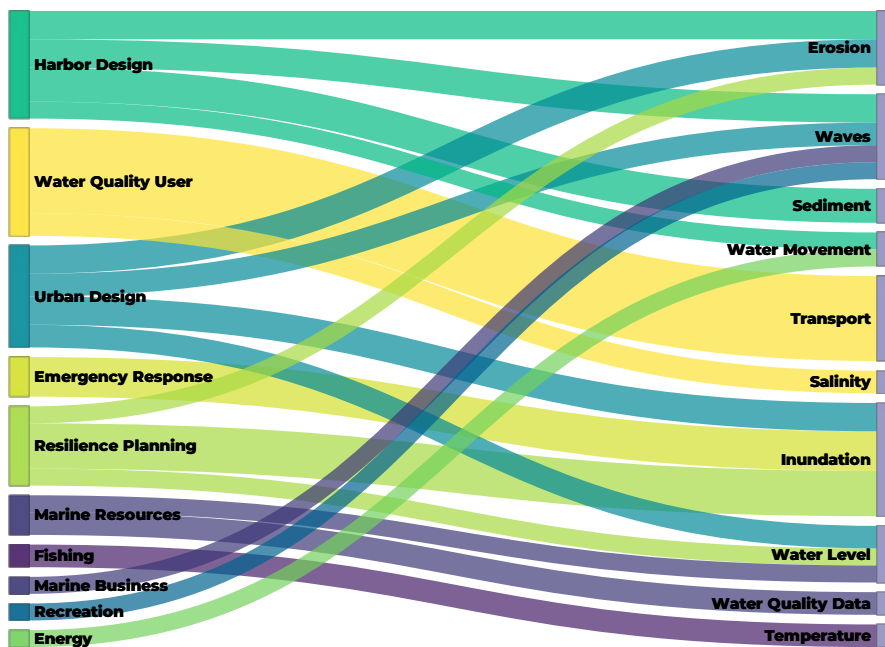 Harbor Design
Water Quality User
Urban Design
Emergency Response
Resilience Planning
Marine Resources
Fishing
Marine Business
Recreation
Energy
Erosion
Waves
Sediment
Water Movement
Transport
Salinity
Inundation
Water Level
Water Quality Data
Temperature